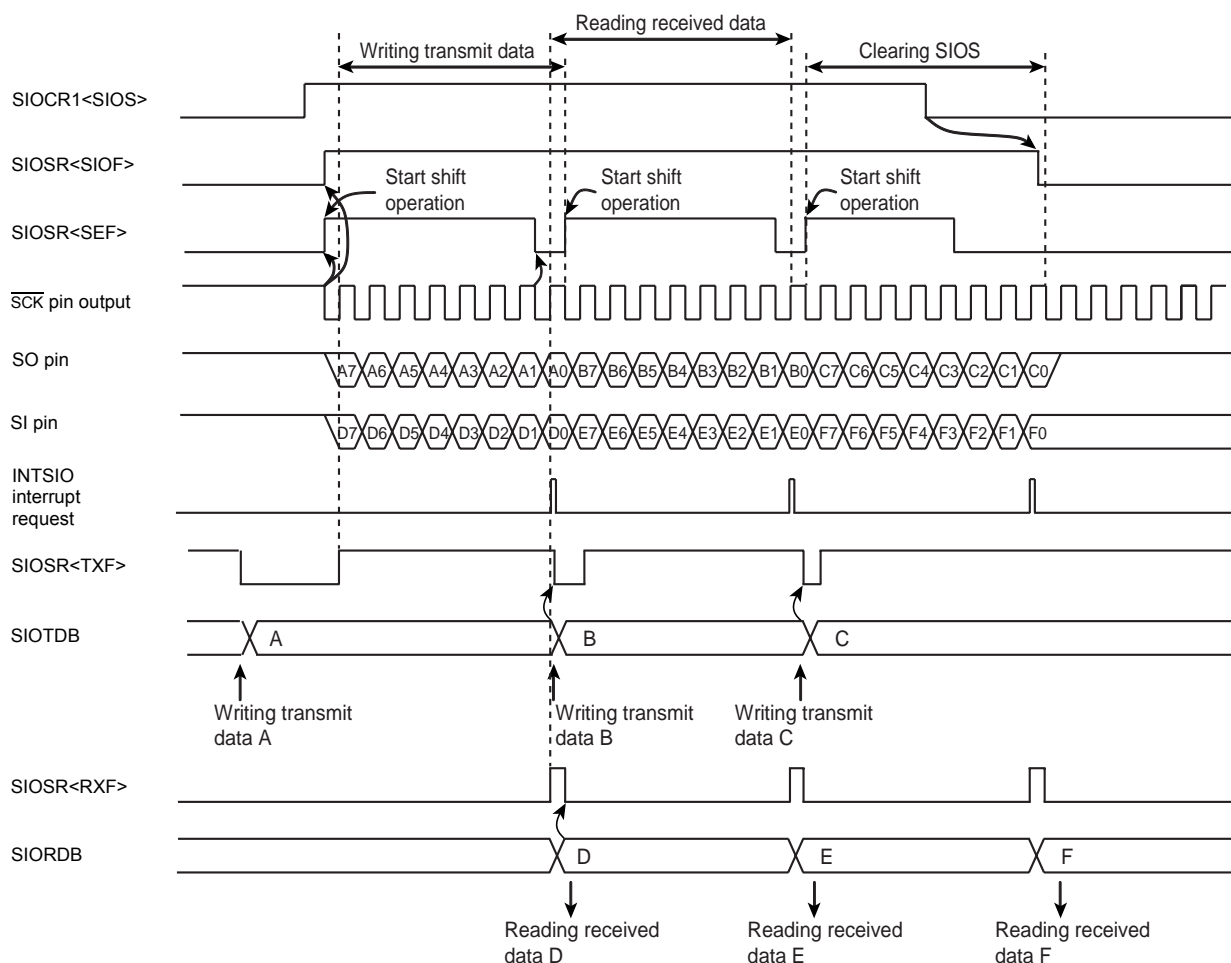 Reading received data
Writing transmit data
Clearing SIOS
SIOCR1<SIOS>
SIOSR<SIOF>
Start shift
operation
Start shift
operation
Start shift
operation
SIOSR<SEF>
SCK pin output
SO pin
A7 A6 A5 A4 A3 A2 A1 A0 B7 B6 B5 B4 B3 B2 B1 B0 C7 C6 C5 C4 C3 C2 C1 C0
SI pin
D7 D6 D5 D4 D3 D2 D1 D0 E7 E6 E5 E4 E3 E2 E1 E0 F7 F6 F5 F4 F3 F2 F1 F0
INTSIO
interrupt
request
SIOSR<TXF>
SIOTDB
A B C
Writing transmit
data A
Writing transmit
data B
Writing transmit
data C
SIOSR<RXF>
SIORDB
D E F
Reading received
data D
Reading received
data E
Reading received
data F